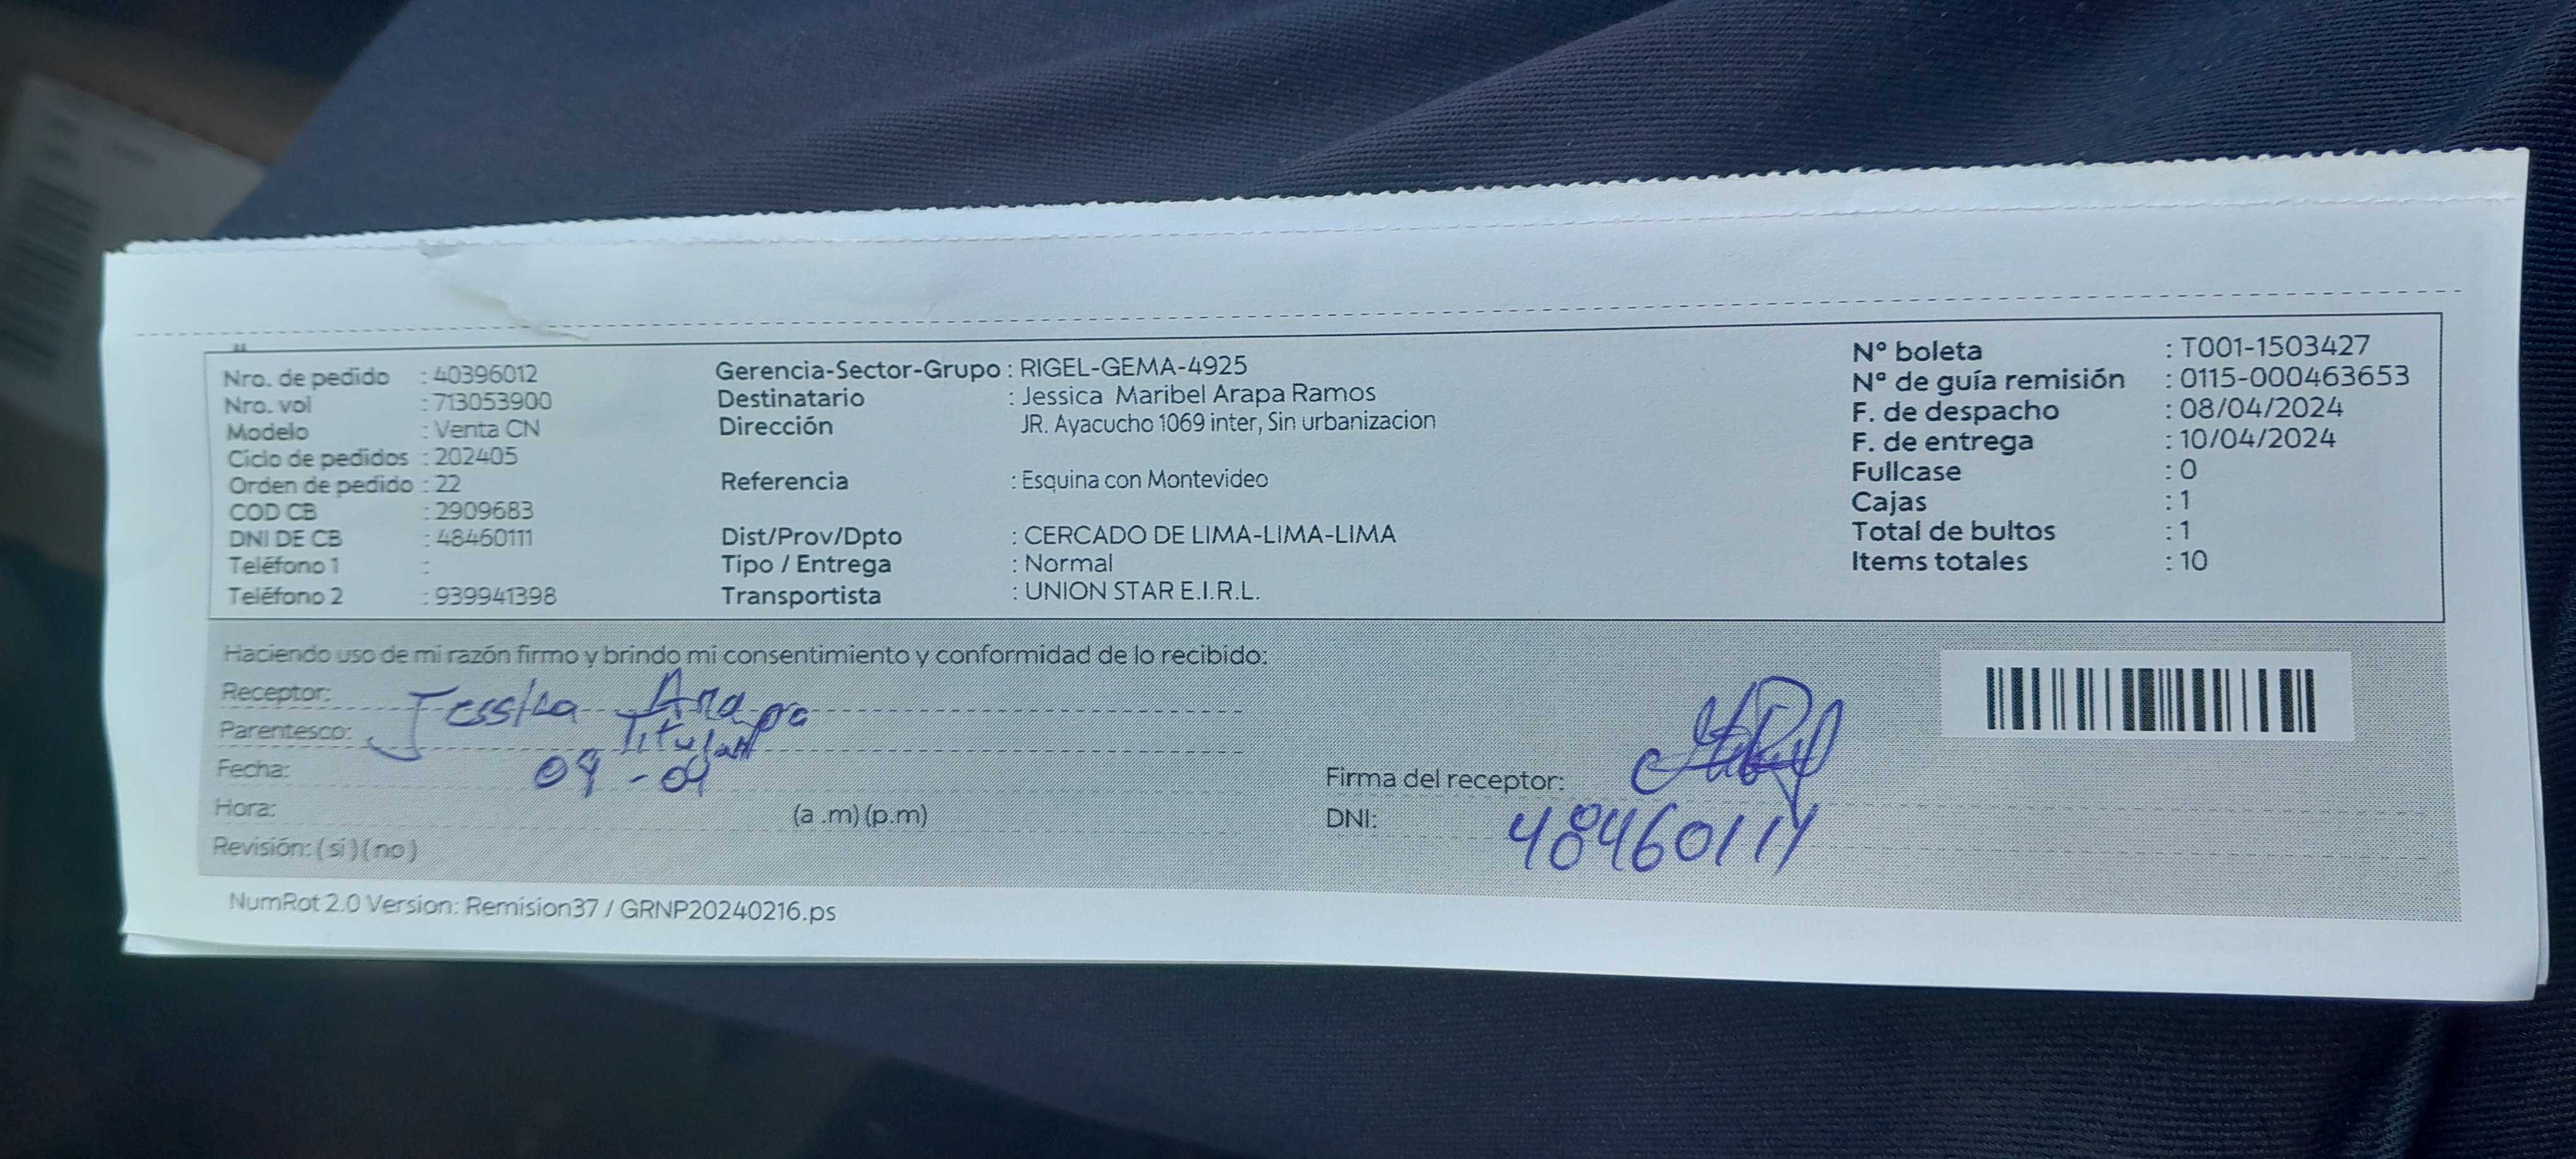 Nro. de pedido : 40396012
Nro. vol : 713053900
Modelo : Venta CN
Ciclo de pedidos : 202405
Orden de pedido : 22
COD CB : 2909683
DNI DE CB : 48460111
Teléfono 1 :
Teléfono 2 : 939941398
Gerencia-Sector-Grupo : RIGEL-GEMA-4925
Destinatario : Jessica Maribel Arapa Ramos
Dirección JR. Ayacucho 1069 inter, Sin urbanizacion
Referencia : Esquina con Montevideo
Dist/Prov/Dpto : CERCADO DE LIMA-LIMA-LIMA
Tipo / Entrega : Normal
Transportista : UNION STAR E.I.R.L.
N° boleta : T001-1503427
N° de guía remisión : 0115-000463653
F. de despacho : 08/04/2024
F. de entrega : 10/04/2024
Fullcase : 0
Cajas : 1
Total de bultos : 1
Items totales : 10
Haciendo uso de mi razón firmo y brindo mi consentimiento y conformidad de lo recibido:
Receptor: Jessica Arapa
Parentesco: Titular
Fecha: 09-04
Hora: (a .m) (p.m)
Revisión: ( si ) ( no )
Firma del receptor:
DNI: 48460111
NumRot 2.0 Version: Remision37 / GRNP20240216.ps